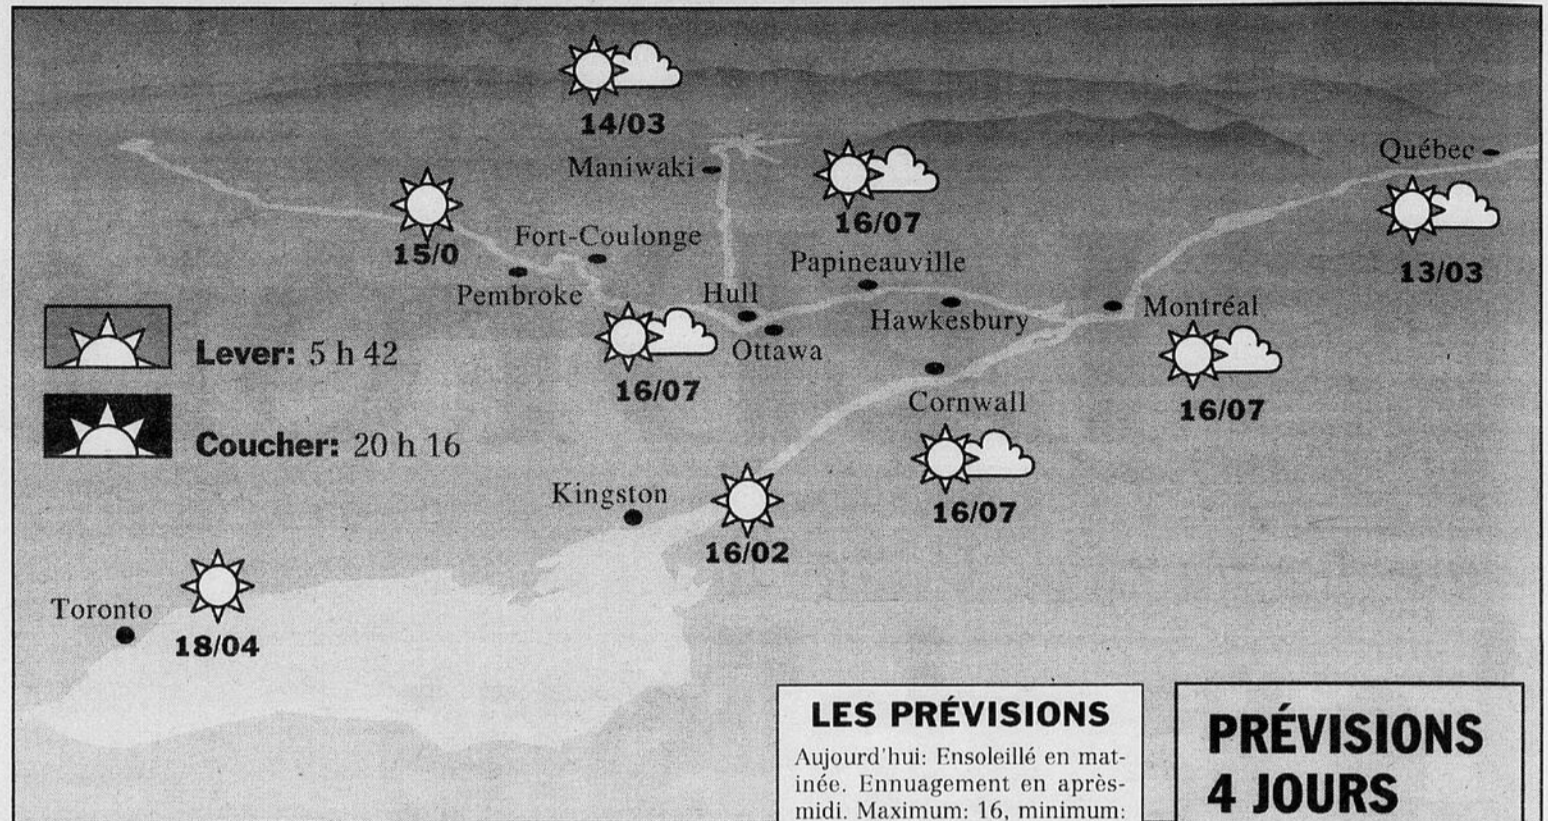 14/03
Maniwaki
Québec
16/07
13/03
15/0
Fort-Coulonge
Papineauville
Pembroke
Hull
Hawkesbury
Montréal
Ottawa
16/07
16/07
Lever: 5 h 42
Cornwall
Coucher: 20 h 16
16/07
Kingston
16/02
Toronto
18/04
LES PRÉVISIONS
Aujourd'hui: Ensoleillé en mat-
inée. Ennuagement en après-
midi. Maximum: 16, minimum:
PRÉVISIONS
4 JOURS